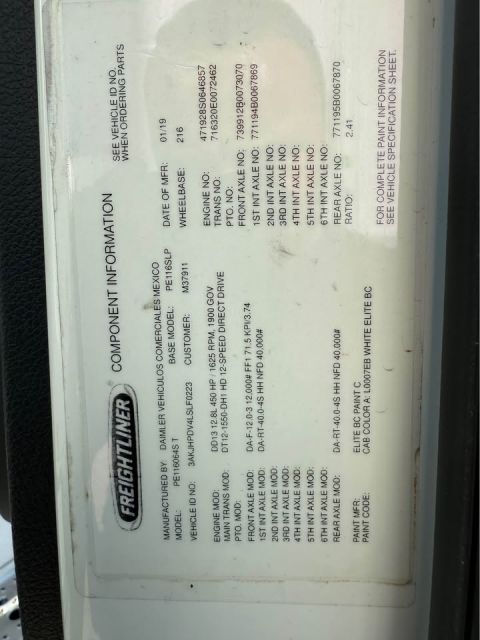 FREIGHTLINER
COMPONENT INFORMATION
SEE VEHICLE ID NO.
WHEN ORDERING PARTS
MANUFACTURED BY: DAIMLER VEHICULOS COMERCIALES MEXICO DATE OF MFR: 01/19
MODEL: PE116064S T BASE MODEL: PE116SLP WHEELBASE: 216
VEHICLE ID NO: 3AKJHPDV4LSLF0223 CUSTOMER: M37911
ENGINE MOD: DD13 12.8L 450 HP / 1625 RPM, 1900 GOV ENGINE NO: 471928S0646857
MAIN TRANS MOD: DT12-1550-DH1 HD 12-SPEED DIRECT DRIVE TRANS NO: 716320E0072462
PTO. MOD: PTO. NO:
FRONT AXLE MOD: DA-F-12.0-3 12,000# FF1 71.5 KPI/3.74 FRONT AXLE NO: 739912B0073070
1ST INT AXLE MOD: DA-RT-40.0-4S HH NFD 40,000# 1ST INT AXLE NO: 771194B0067869
2ND INT AXLE MOD: 2ND INT AXLE NO:
3RD INT AXLE MOD: 3RD INT AXLE NO:
4TH INT AXLE MOD: 4TH INT AXLE NO:
5TH INT AXLE MOD: 5TH INT AXLE NO:
6TH INT AXLE MOD: 6TH INT AXLE NO:
REAR AXLE MOD: DA-RT-40.0-4S HH NFD 40,000# REAR AXLE NO: 771195B0067870
RATIO: 2.41
PAINT MFR: ELITE BC PAINT C
PAINT CODE: CAB COLOR A: L0007EB WHITE ELITE BC
FOR COMPLETE PAINT INFORMATION
SEE VEHICLE SPECIFICATION SHEET.